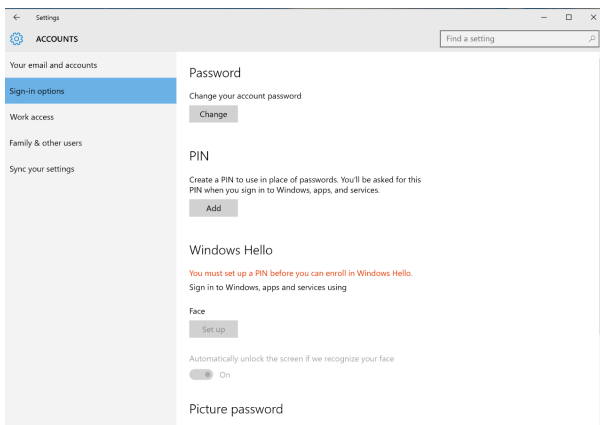 Settings
ACCOUNTS
Find a setting
Your email and accounts
Sign-in options
Work access
Family & other users
Sync your settings
Password
Change your account password
Change
PIN
Create a PIN to use in place of passwords. You'll be asked for this
PIN when you sign in to Windows, apps, and services.
Add
Windows Hello
You must set up a PIN before you can enroll in Windows Hello.
Sign in to Windows, apps and services using
Face
Set up
Automatically unlock the screen if we recognize your face
On
Picture password